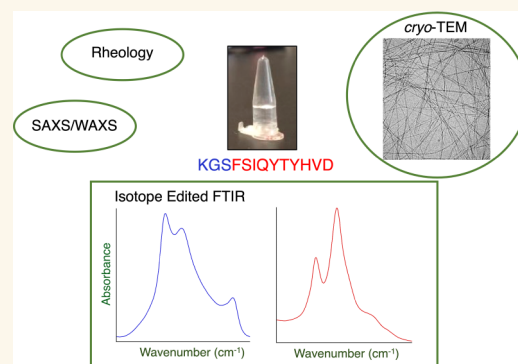 Rheology
cryo-TEM
SAXS/WAXS
KGSFSIQYTYHVD
Isotope Edited FTIR
Absorbance
Wavenumber (cm⁻¹)
Wavenumber (cm⁻¹)